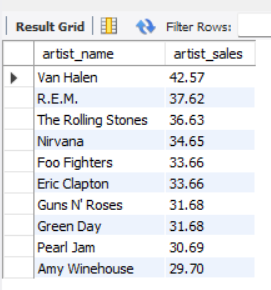 Result Grid Filter Rows:
artist_name artist_sales
Van Halen 42.57
R.E.M. 37.62
The Rolling Stones 36.63
Nirvana 34.65
Foo Fighters 33.66
Eric Clapton 33.66
Guns N' Roses 31.68
Green Day 31.68
Pearl Jam 30.69
Amy Winehouse 29.70